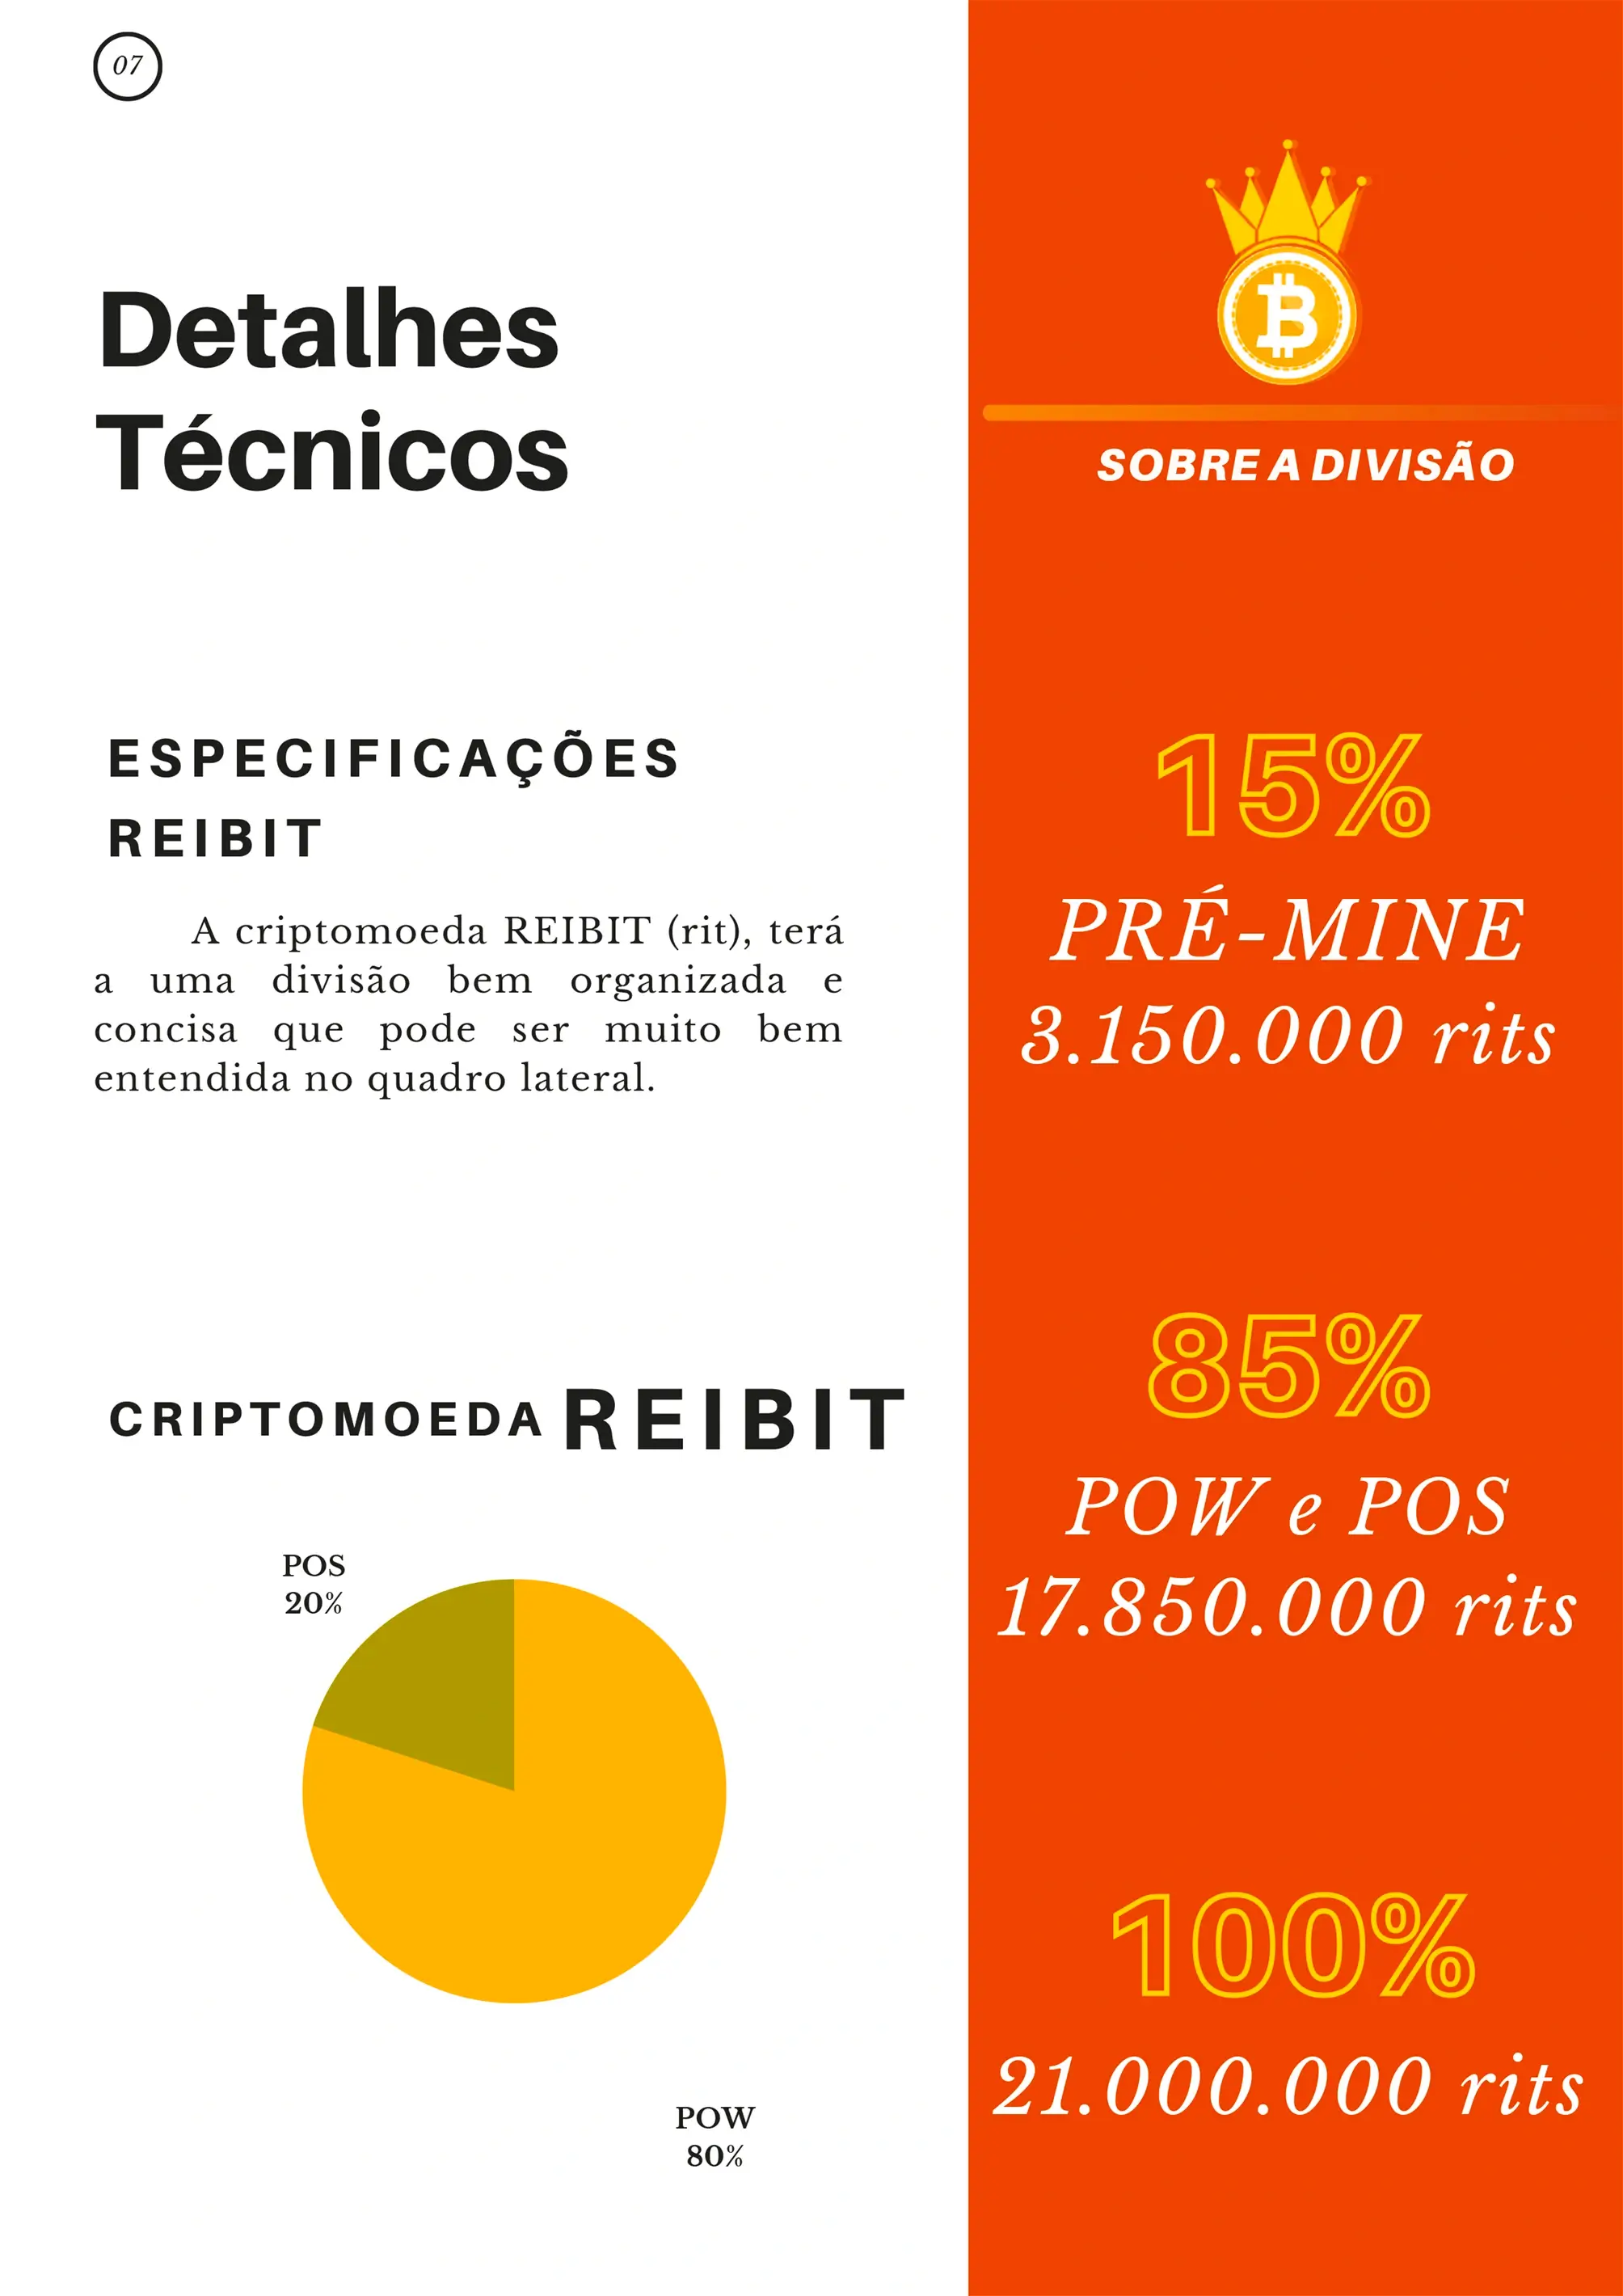 07
Detalhes
Técnicos
ESPECIFICAÇÕES
REIBIT
A criptomoeda REIBIT (rit), terá
a uma divisão bem organizada e
concisa que pode ser muito bem
entendida no quadro lateral.
CRIPTOMOEDA REIBIT
POS
20%
POW
80%
SOBRE A DIVISÃO
15%
PRÉ-MINE
3.150.000 rits
85%
POW e POS
17.850.000 rits
100%
21.000.000 rits